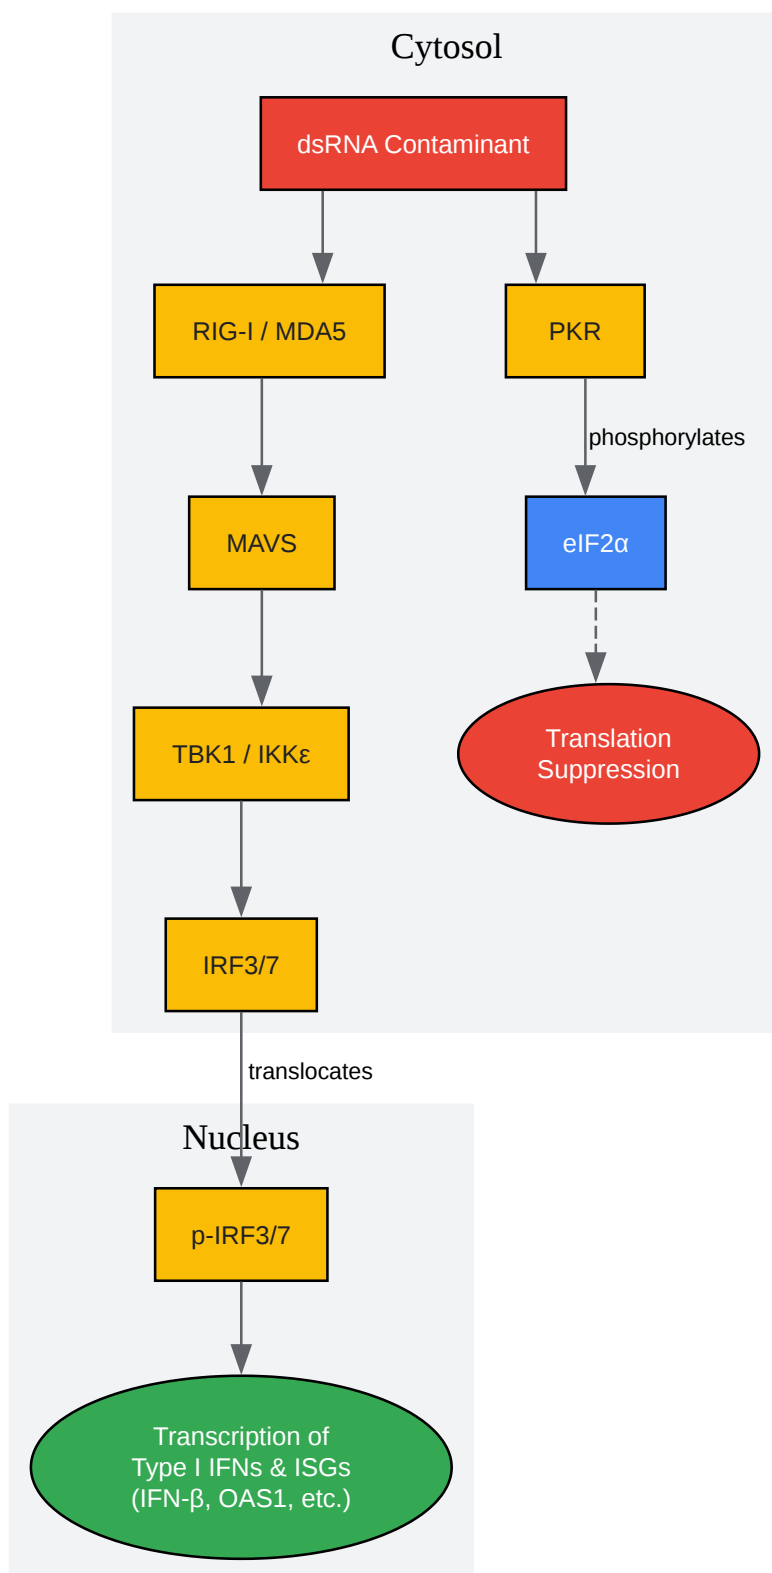 Cytosol
dsRNA Contaminant
RIG-I / MDA5
PKR
phosphorylates
MAVS
eIF2α
TBK1 / IKKε
Translation
Suppression
IRF3/7
translocates
Nucleus
p-IRF3/7
Transcription of
Type I IFNs & ISGs
(IFN-β, OAS1, etc.)